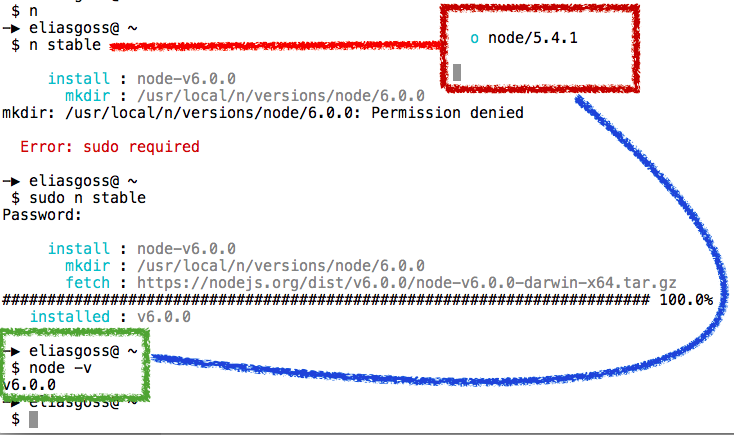 eliasgoss@ ~
$ n
eliasgoss@ ~
$ n stable
o node/5.4.1
install : node-v6.0.0
mkdir : /usr/local/n/versions/node/6.0.0
mkdir: /usr/local/n/versions/node/6.0.0: Permission denied
Error: sudo required
eliasgoss@ ~
$ sudo n stable
Password:
install : node-v6.0.0
mkdir : /usr/local/n/versions/node/6.0.0
fetch : https://nodejs.org/dist/v6.0.0/node-v6.0.0-darwin-x64.tar.gz
######################################################################## 100.0%
installed : v6.0.0
eliasgoss@ ~
$ node -v
v6.0.0
eliasgoss@ ~
$